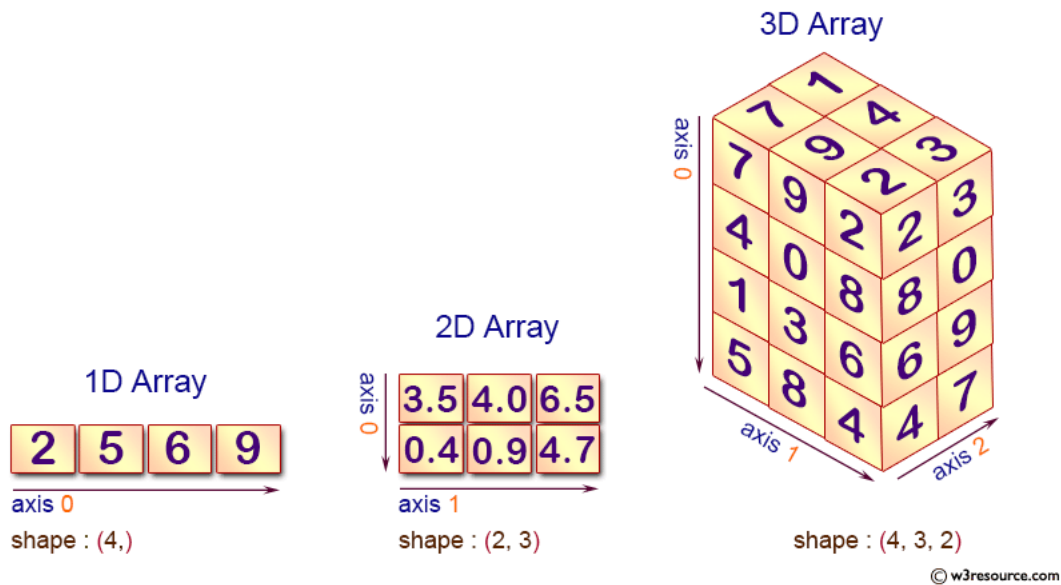 3D Array
1 4 3
7 9 2
axis 0
7 9 2
4 0 8
1 3 6
5 8 4
2 3
8 0
6 9
4 7
axis 1
axis 2
shape : (4, 3, 2)
2D Array
axis 0
3.5 4.0 6.5
0.4 0.9 4.7
axis 1
shape : (2, 3)
1D Array
2 5 6 9
axis 0
shape : (4,)
© w3resource.com